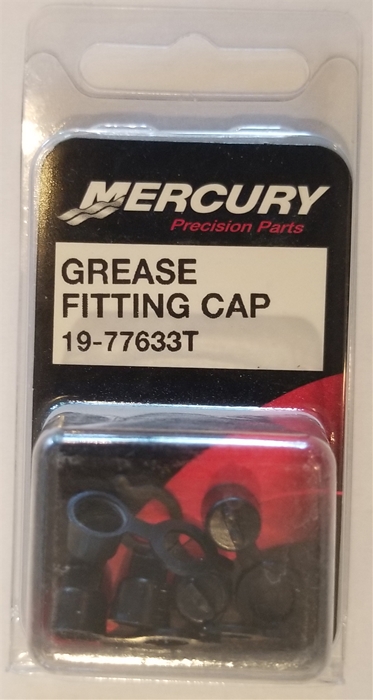 MERCURY
Precision Parts
GREASE
FITTING CAP
19-77633T